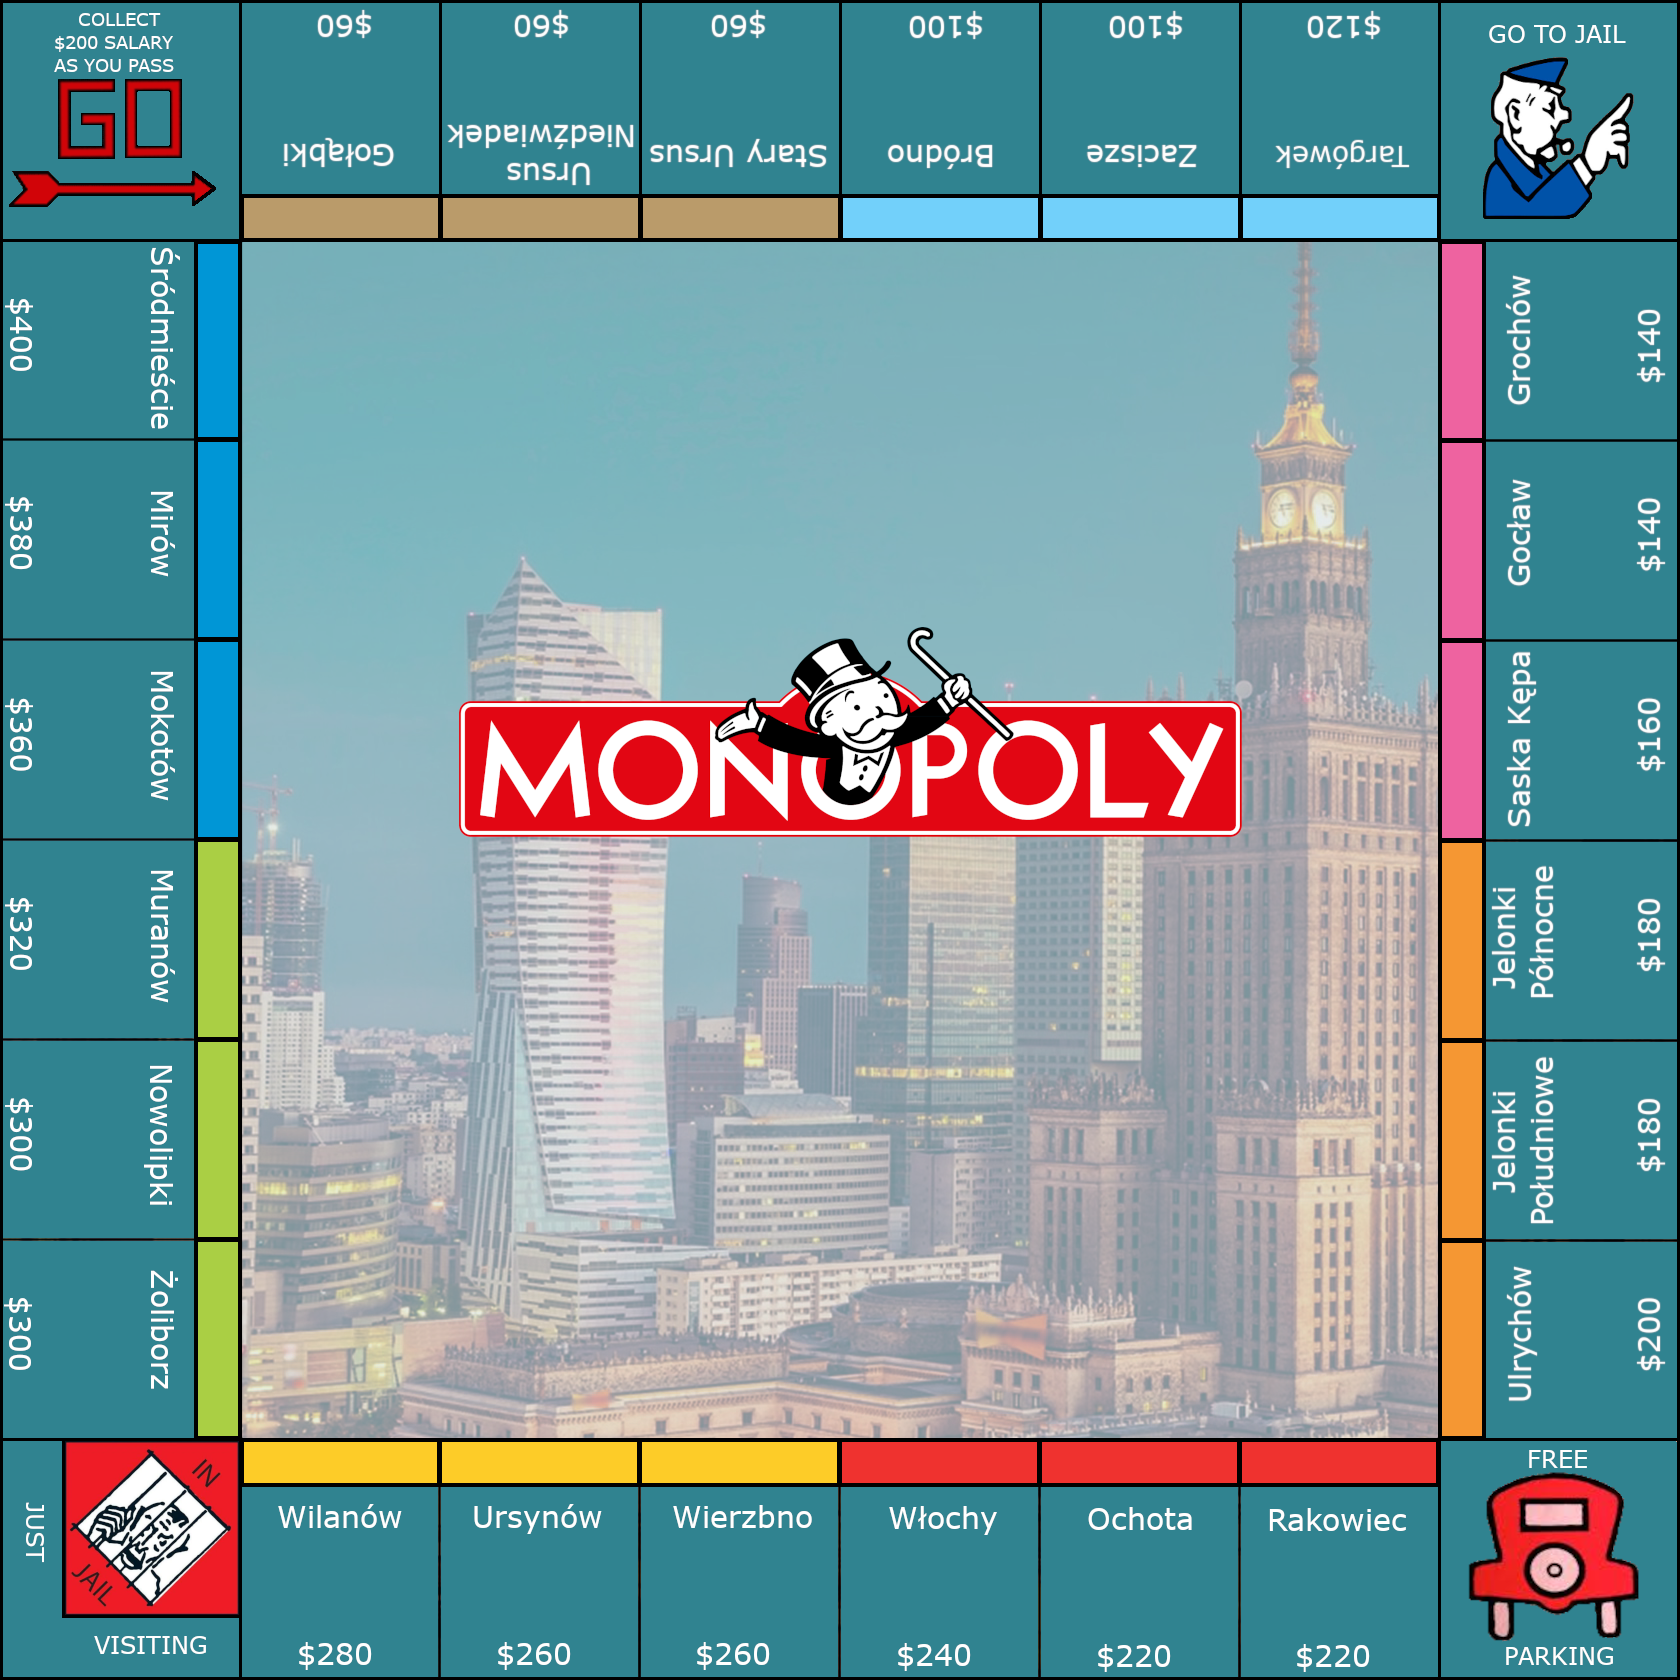 COLLECT
$200 SALARY
AS YOU PASS
GO
$60
Gołąbki
$60
Ursus
Niedźwiadek
$60
Stary Ursus
$100
Bródno
$100
Zacisze
$120
Targówek
GO TO JAIL
Grochów
$140
Gocław
$140
Saska Kępa
$160
Jelonki
Północne
$180
Jelonki
Południowe
$180
Ulrychów
$200
FREE
PARKING
Rakowiec
$220
Ochota
$220
Włochy
$240
Wierzbno
$260
Ursynów
$260
Wilanów
$280
IN
JAIL
JUST
VISITING
Żoliborz
$300
Nowolipki
$300
Muranów
$320
Mokotów
$360
Mirów
$380
Śródmieście
$400
MONOPOLY